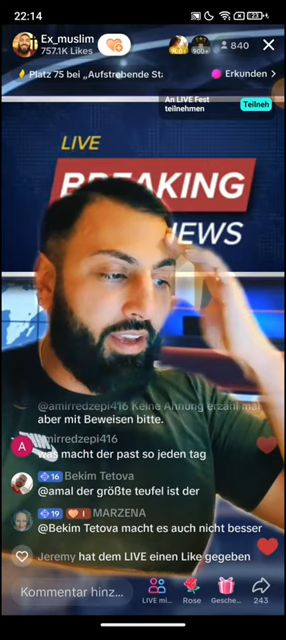 22:14
23
Ex_muslim
757.1K Likes
900+
840
Platz 75 bei „Aufstrebende St
Erkunden >
An LIVE Fest
teilnehmen
Teilneh
LIVE
BREAKING
NEWS
@amirredzepi416 Keine Ahnung erzähl mal
aber mit Beweisen bitte.
A
amirredzepi416
was macht der past so jeden tag
16 Bekim Tetova
@amal der größte teufel ist der
19 I MARZENA
@Bekim Tetova macht es auch nicht besser
Jeremy hat dem LIVE einen Like gegeben
Kommentar hinz...
LIVE mi...
Rose
Gesche...
243